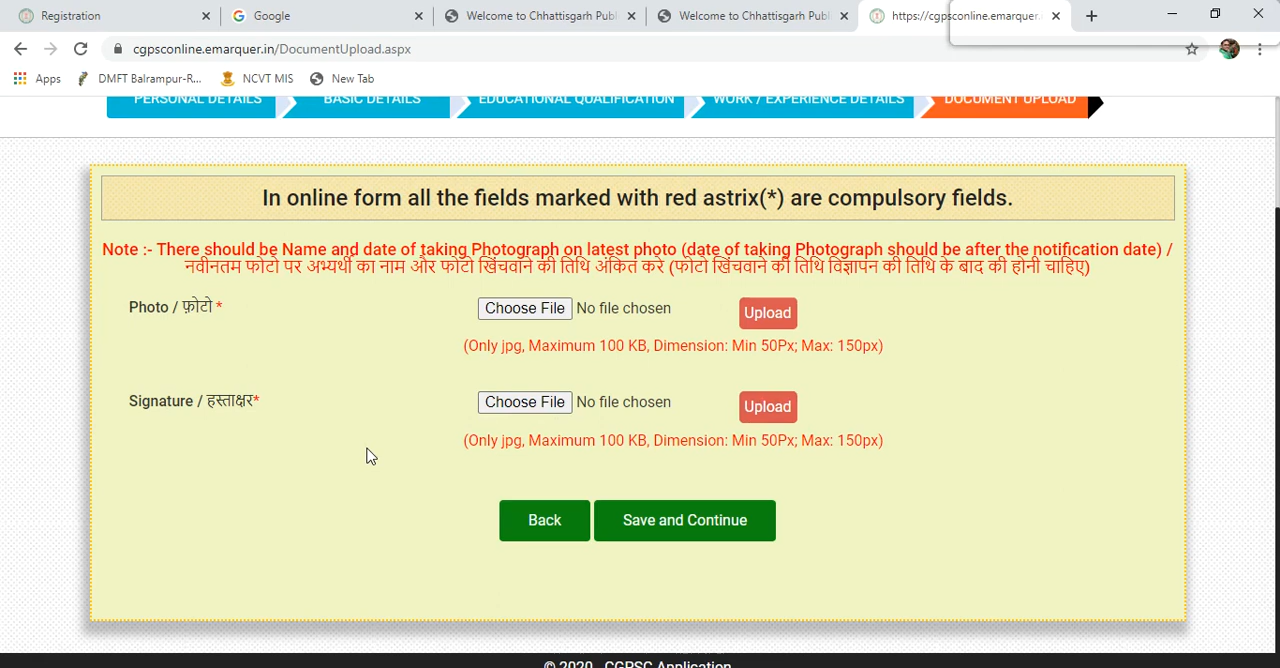 Registration
Google
Welcome to Chhattisgarh Publ
Welcome to Chhattisgarh Publ
https://cgpsconline.emarquer.
cgpsconline.emarquer.in/DocumentUpload.aspx
Apps
DMFT Balrampur-R...
NCVT MIS
New Tab
PERSONAL DETAILS
BASIC DETAILS
EDUCATIONAL QUALIFICATION
WORK / EXPERIENCE DETAILS
DOCUMENT UPLOAD
In online form all the fields marked with red astrix(*) are compulsory fields.
Note :- There should be Name and date of taking Photograph on latest photo (date of taking Photograph should be after the notification date) /
नवीनतम फोटो पर अभ्यर्थी का नाम और फोटो खिंचवाने की तिथि अंकित करे (फोटो खिंचवाने की तिथि विज्ञापन की तिथि के बाद की होनी चाहिए)
Photo / फ़ोटो *
Choose File No file chosen
Upload
(Only jpg, Maximum 100 KB, Dimension: Min 50Px; Max: 150px)
Signature / हस्ताक्षर*
Choose File No file chosen
Upload
(Only jpg, Maximum 100 KB, Dimension: Min 50Px; Max: 150px)
Back
Save and Continue
© 2020 CGPSC Application